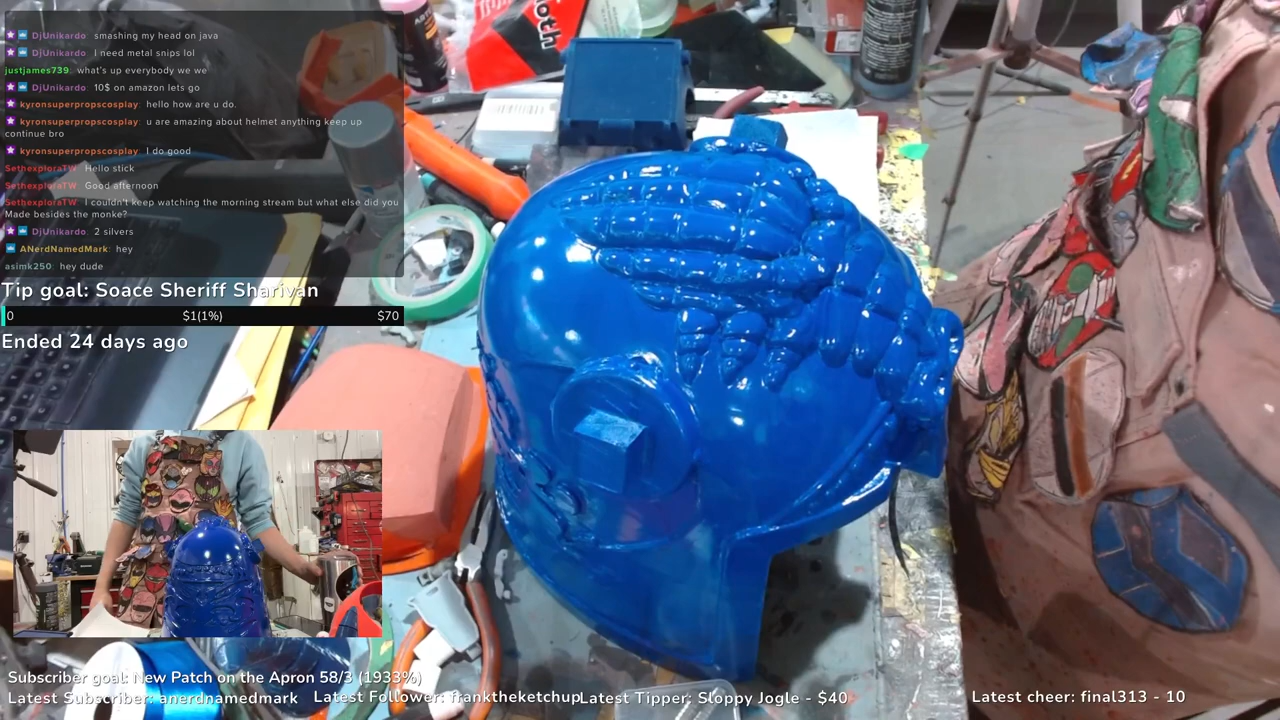 DjUnikardo: smashing my head on java
DjUnikardo: I need metal snips lol
justjames739: what's up everybody we we
DjUnikardo: 10$ on amazon lets go
kyronsuperpropscosplay: hello how are u do.
kyronsuperpropscosplay: u are amazing about helmet anything keep up
continue bro
kyronsuperpropscosplay: I do good
SethexploraTW: Hello stick
SethexploraTW: Good afternoon
SethexploraTW: I couldn't keep watching the morning stream but what else did you
Made besides the monke?
DjUnikardo: 2 silvers
ANerdNamedMark: hey
asimk250: hey dude
Tip goal: Soace Sheriff Sharivan
0 $1(1%) $70
Ended 24 days ago
loth
Subscriber goal: New Patch on the Apron 58/3 (1933%)
Latest Subscriber: anerdnamedmark Latest Follower: franktheketchup Latest Tipper: Sloppy Jogle - $40 Latest cheer: final313 - 10